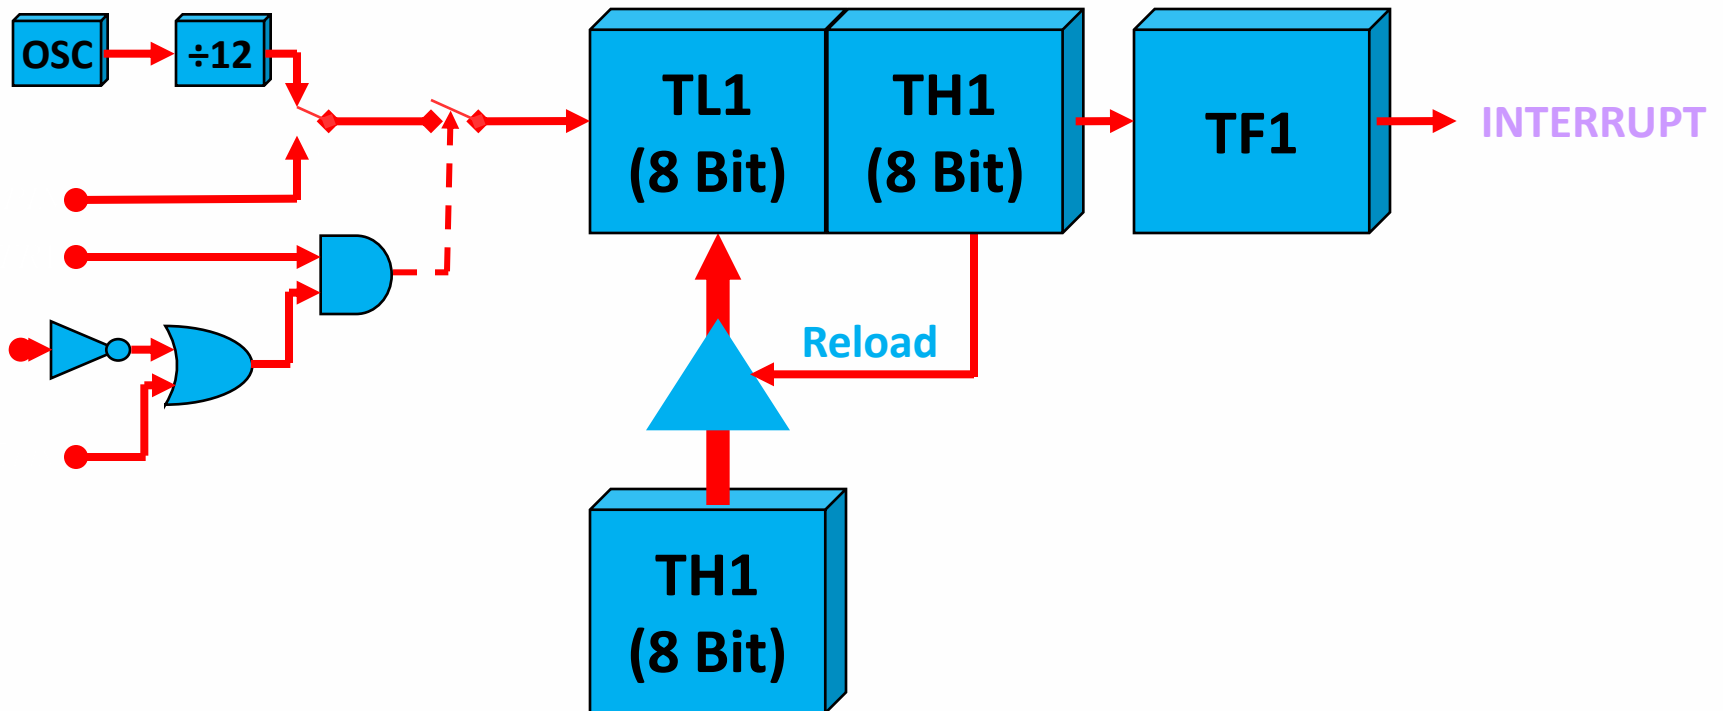 OSC
÷12
TL1
(8 Bit)
TH1
(8 Bit)
TF1
INTERRUPT
Reload
TH1
(8 Bit)